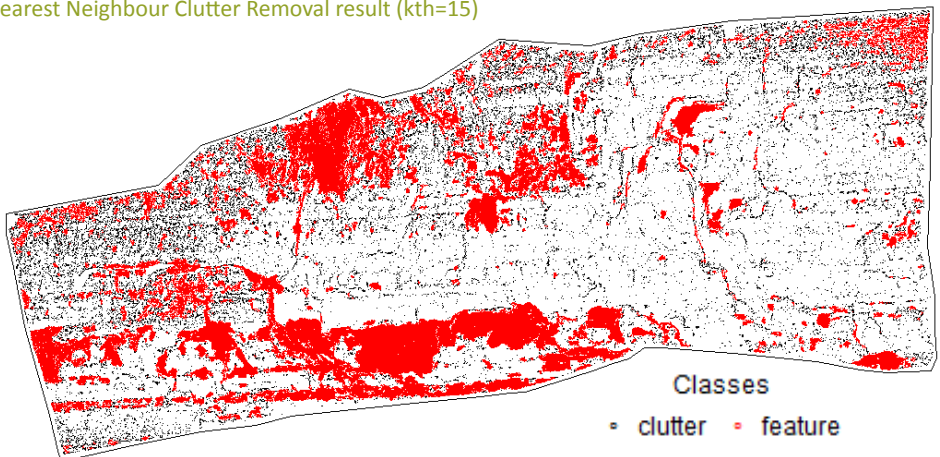 earest Neighbour Clutter Removal result (kth=15)
Classes
clutter feature